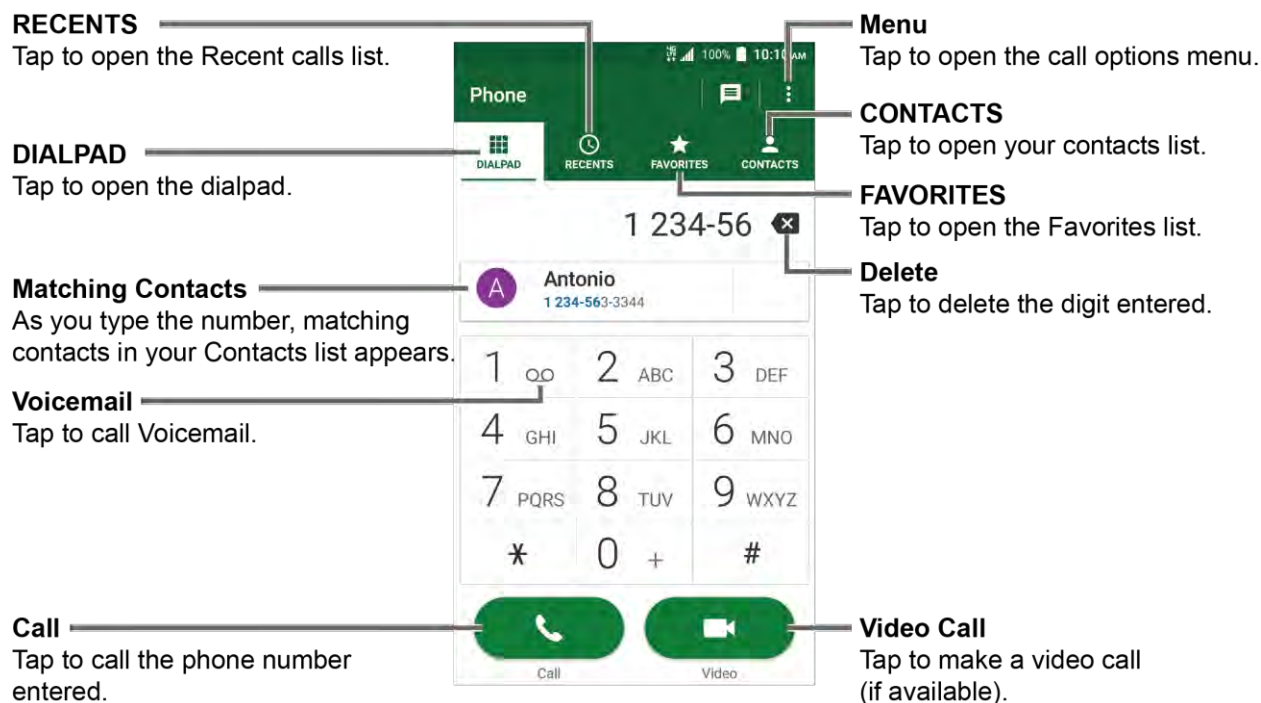 RECENTS
Tap to open the Recent calls list.
DIALPAD
Tap to open the dialpad.
Matching Contacts
As you type the number, matching
contacts in your Contacts list appears.
Voicemail
Tap to call Voicemail.
Call
Tap to call the phone number
entered.
100% 10:10 AM
Phone
DIALPAD RECENTS FAVORITES CONTACTS
1 234-56
A Antonio
1 234-563-3344
1 2 ABC 3 DEF
4 GHI 5 JKL 6 MNO
7 PQRS 8 TUV 9 WXYZ
* 0 + #
Call Video
Menu
Tap to open the call options menu.
CONTACTS
Tap to open your contacts list.
FAVORITES
Tap to open the Favorites list.
Delete
Tap to delete the digit entered.
Video Call
Tap to make a video call
(if available).